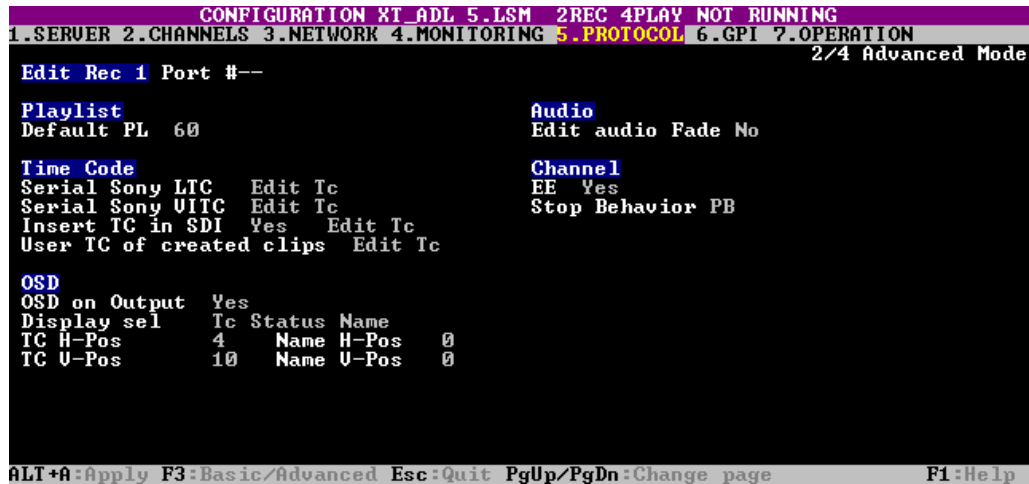 CONFIGURATION XT_ADL 5.LSM 2REC 4PLAY NOT RUNNING
1.SERVER 2.CHANNELS 3.NETWORK 4.MONITORING 5.PROTOCOL 6.GPI 7.OPERATION
2/4 Advanced Mode
Edit Rec 1 Port #--
Playlist
Default PL 60
Audio
Edit audio Fade No
Time Code
Serial Sony LTC Edit Tc
Serial Sony VITC Edit Tc
Insert TC in SDI Yes Edit Tc
User TC of created clips Edit Tc
Channel
EE Yes
Stop Behavior PB
OSD
OSD on Output Yes
Display sel Tc Status Name
TC H-Pos 4 Name H-Pos 0
TC V-Pos 10 Name V-Pos 0
ALT+A:Apply F3:Basic/Advanced Esc:Quit PgUp/PgDn:Change page F1:Help